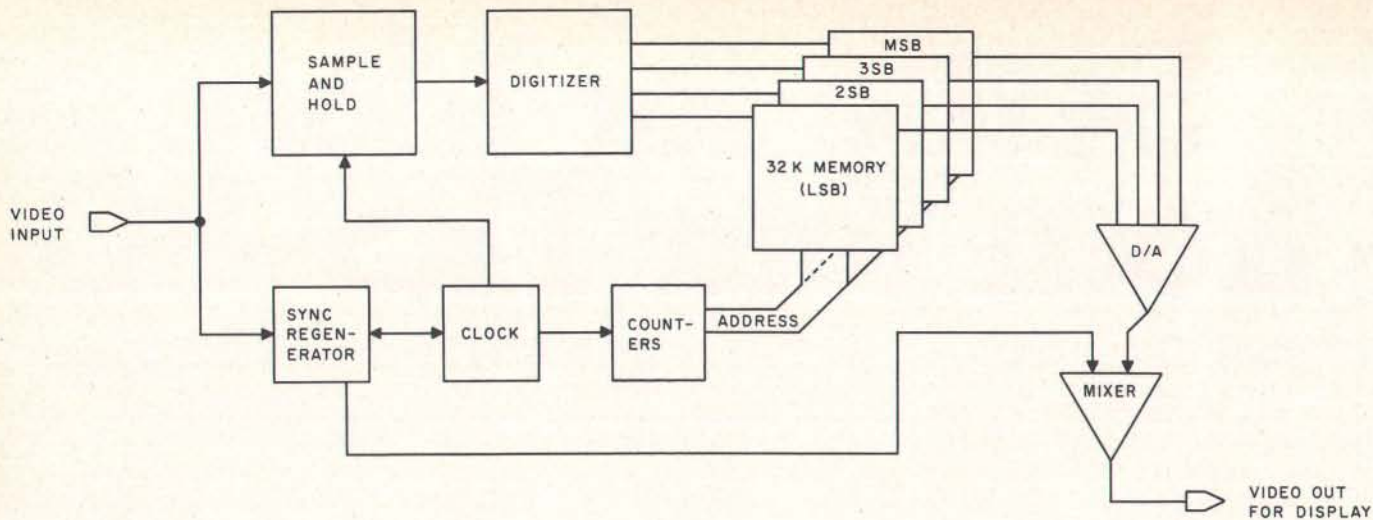 SAMPLE
AND
HOLD
DIGITIZER
MSB
3SB
2SB
32K MEMORY
(LSB)
VIDEO
INPUT
D/A
SYNC
REGEN-
ERATOR
CLOCK
COUNT-
ERS
ADDRESS
MIXER
VIDEO OUT
FOR DISPLAY